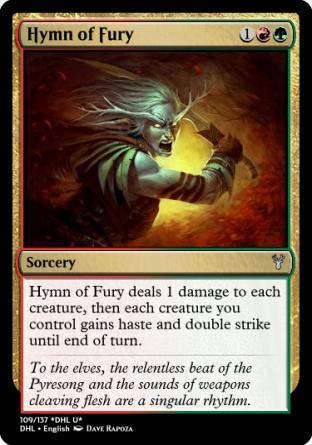 Hymn of Fury 1
Sorcery
Hymn of Fury deals 1 damage to each
creature, then each creature you
control gains haste and double strike
until end of turn.
To the elves, the relentless beat of the
Pyresong and the sounds of weapons
cleaving flesh are a singular rhythm.
109/137 *DHL U*
DHL • English Dave Rapoza